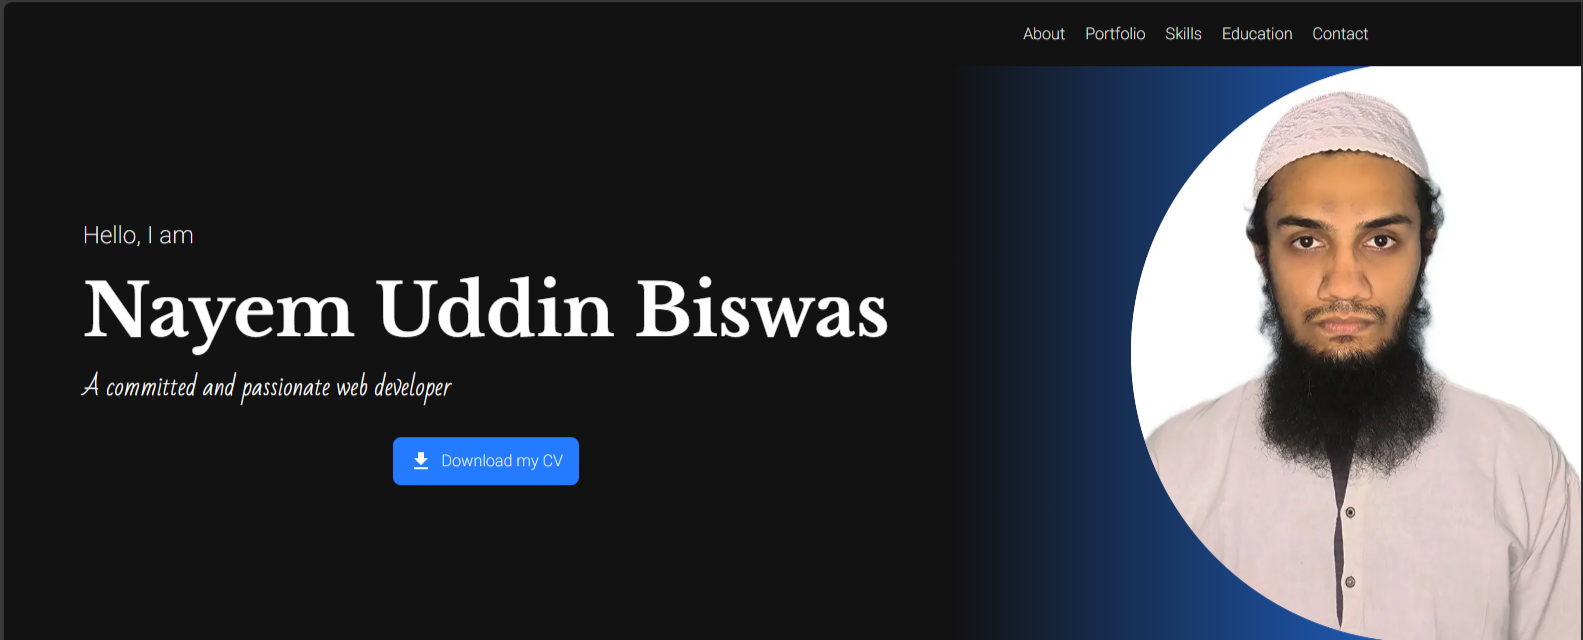 About Portfolio Skills Education Contact
Hello, I am
Nayem Uddin Biswas
A committed and passionate web developer
Download my CV